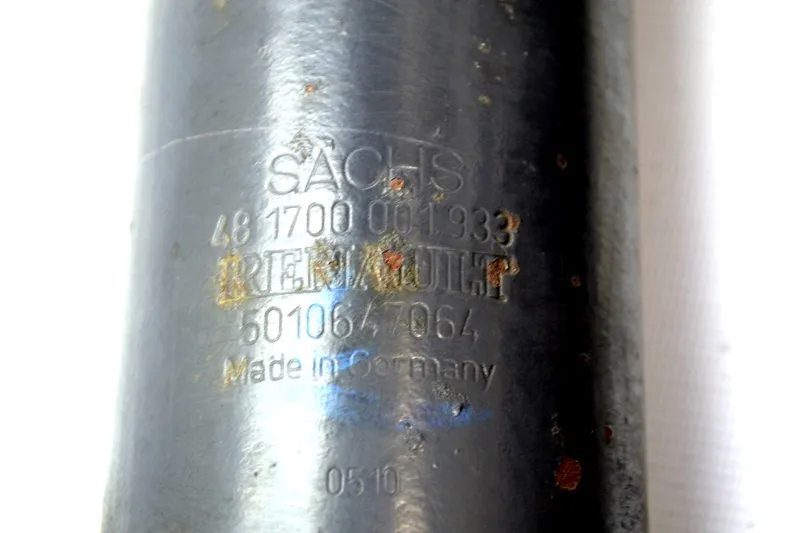 SACHS
48 1700 001 933
RENAULT
5010647064
Made in Germany
0510